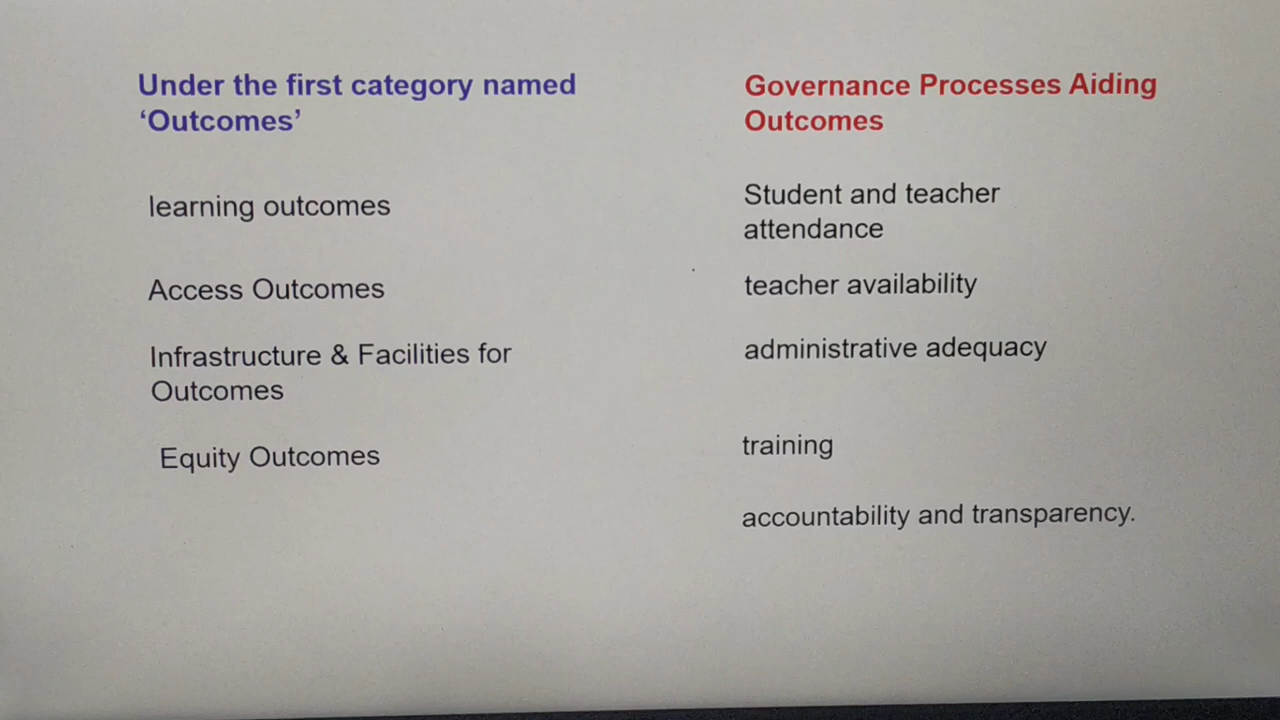 Under the first category named
‘Outcomes’
learning outcomes
Access Outcomes
Infrastructure & Facilities for
Outcomes
Equity Outcomes
Governance Processes Aiding
Outcomes
Student and teacher
attendance
teacher availability
administrative adequacy
training
accountability and transparency.